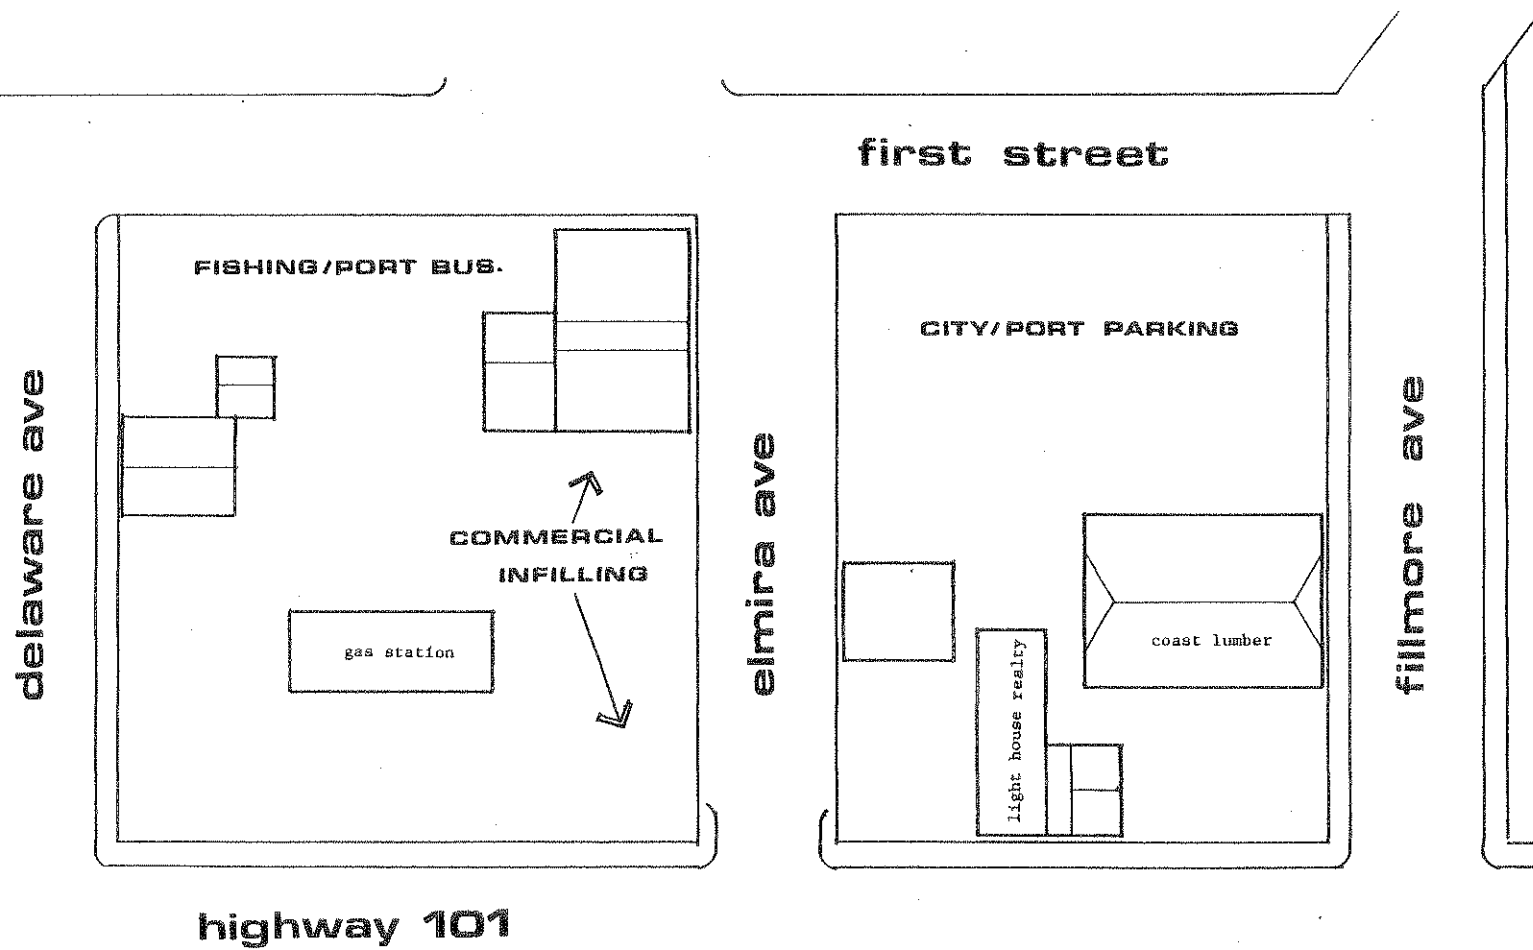 first street
FISHING/PORT BUS.
CITY/PORT PARKING
delaware ave
elmira ave
fillmore ave
COMMERCIAL
INFILLING
gas station
coast lumber
light house realty
highway 101